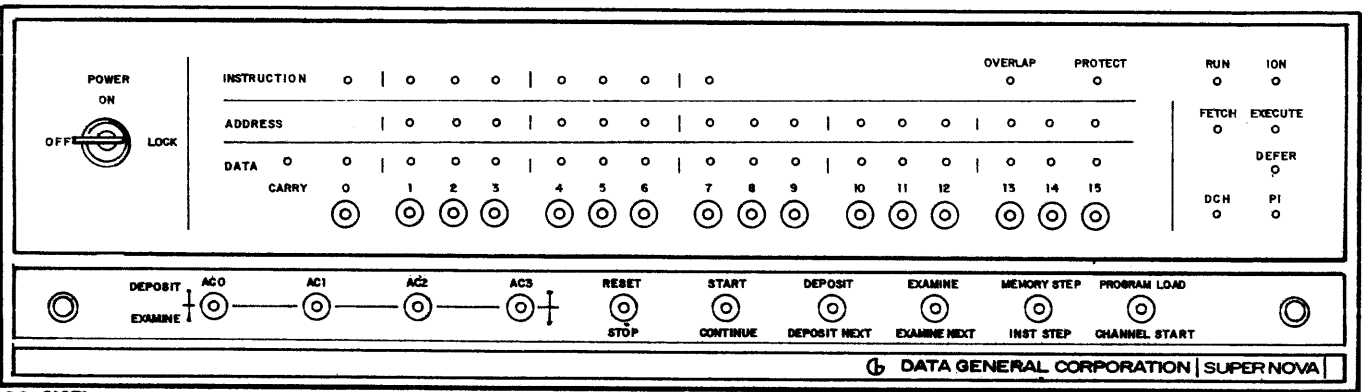 POWER
ON
OFF LOCK
INSTRUCTION OVERLAP PROTECT
ADDRESS
DATA
CARRY 0 1 2 3 4 5 6 7 8 9 10 11 12 13 14 15
RUN ION
FETCH EXECUTE
DEFER
DCH PI
DEPOSIT AC0 AC1 AC2 AC3 RESET START DEPOSIT EXAMINE MEMORY STEP PROGRAM LOAD
EXAMINE STOP CONTINUE DEPOSIT NEXT EXAMINE NEXT INST STEP CHANNEL START
DATA GENERAL CORPORATION SUPER NOVA